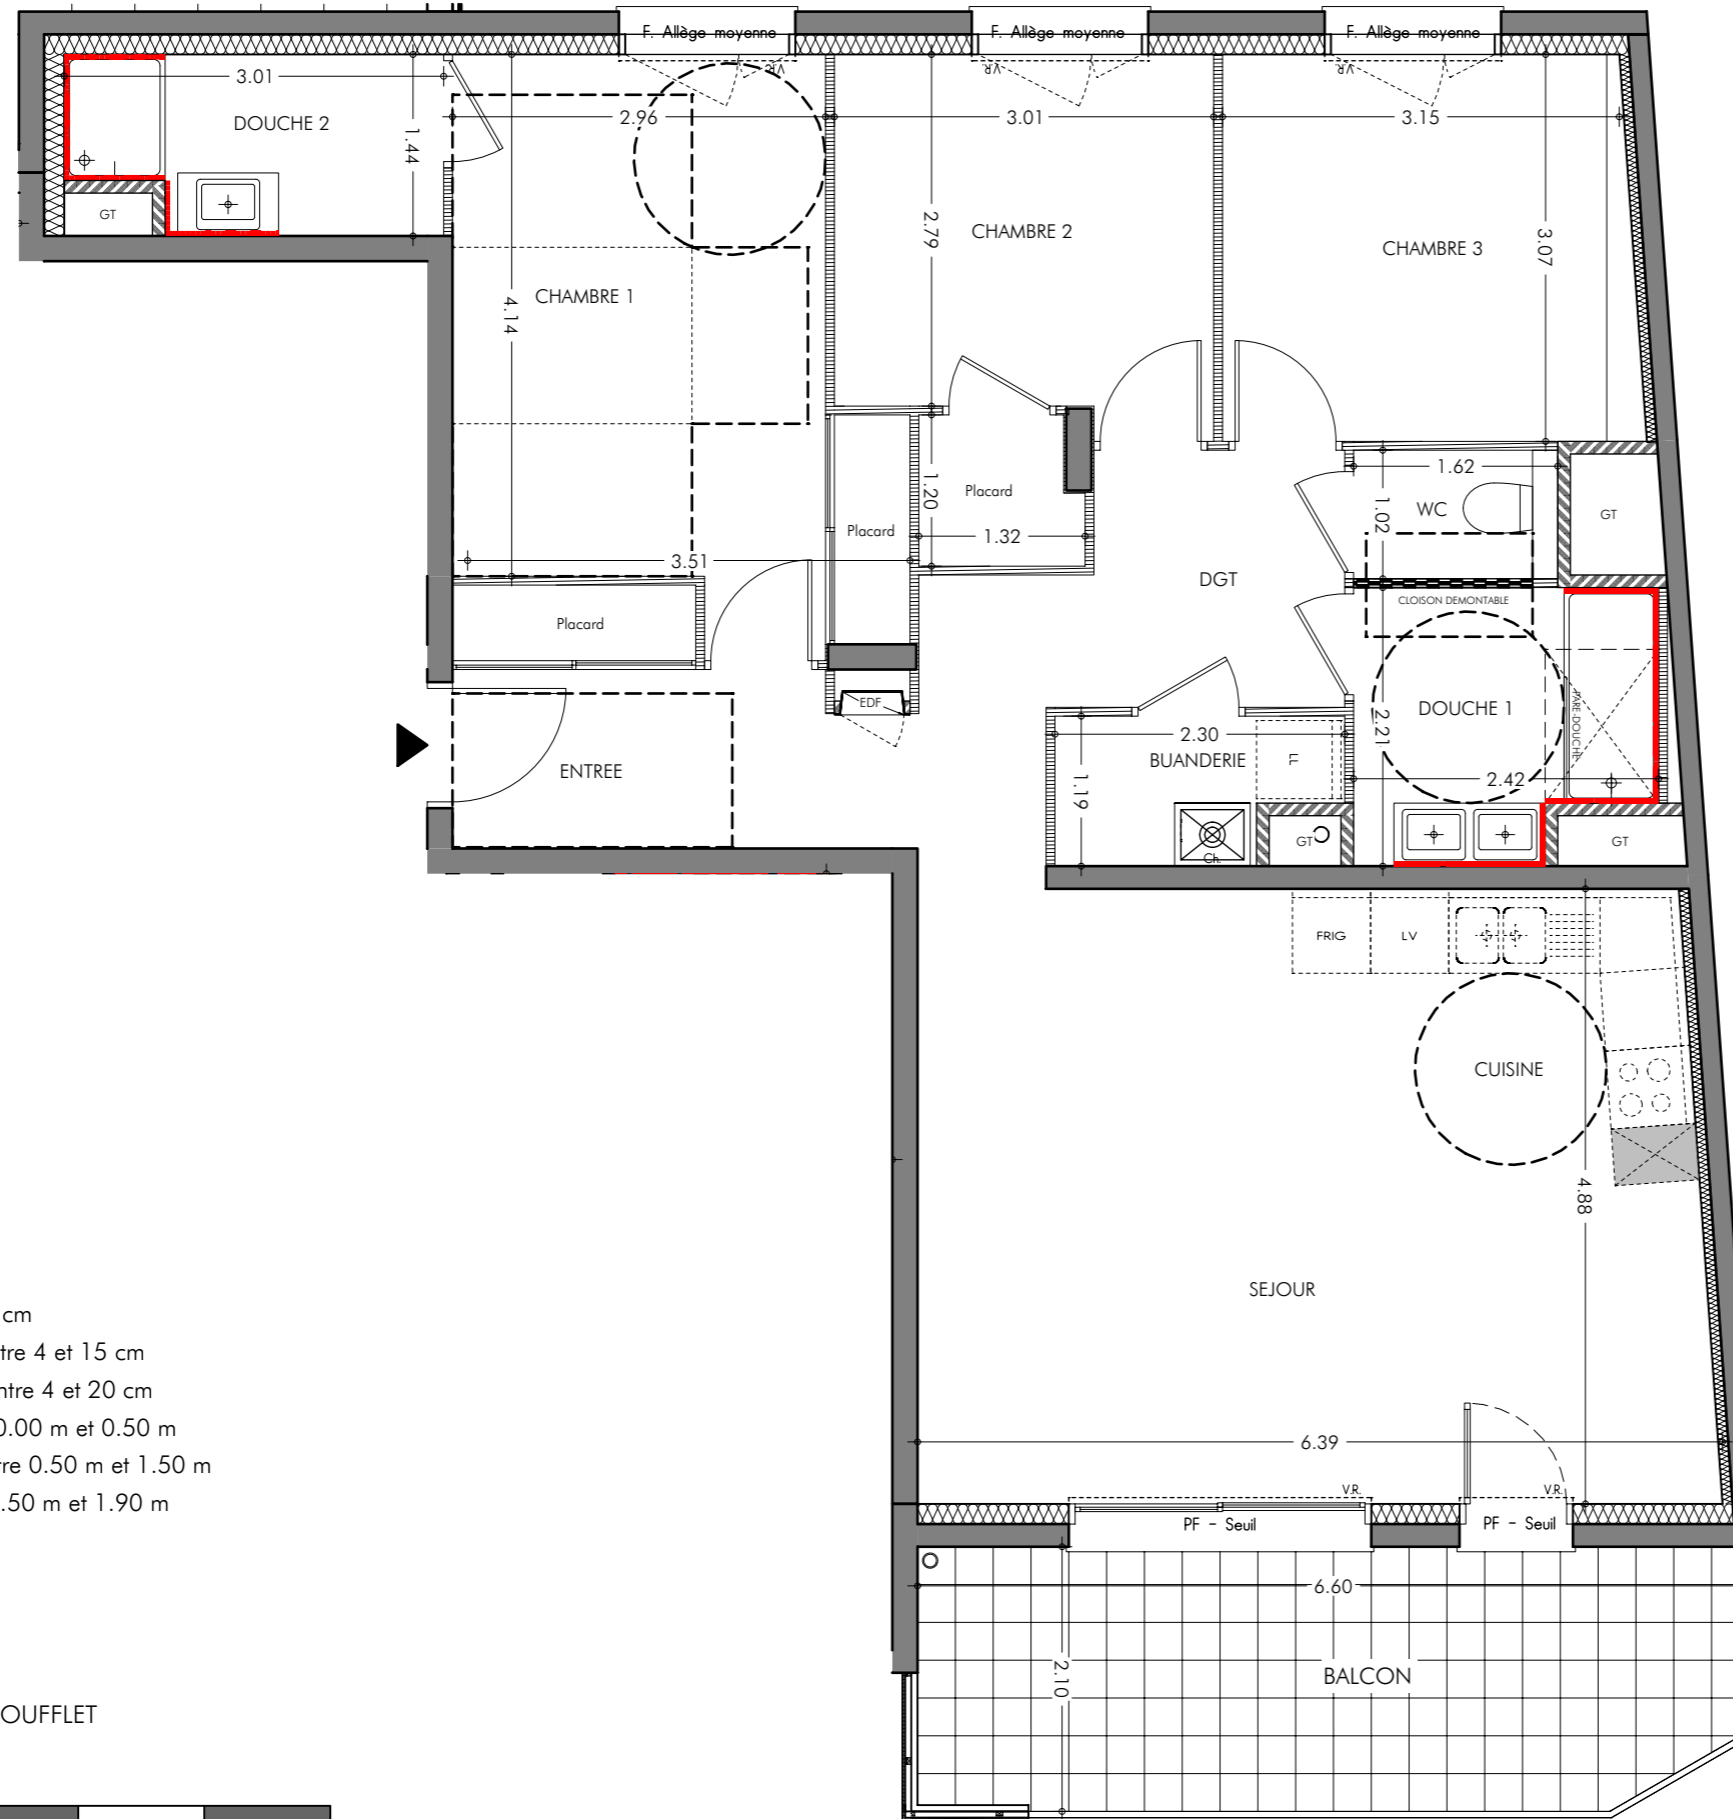 F. Allège moyenne
F. Allège moyenne
F. Allège moyenne
VR
VR
VR
3.01
DOUCHE 2
1.44
GT
2.96
3.01
3.15
CHAMBRE 1
4.14
3.51
CHAMBRE 2
2.79
CHAMBRE 3
3.07
Placard
1.20
1.32
Placard
Placard
1.62
WC
1.02
GT
DGT
CLOISON DEMONTABLE
DOUCHE 1
PARE-DOUCHE
2.21
2.42
EDF
ENTREE
2.30
BUANDERIE
LL
1.19
Ch.
GT
GT
FRIG
LV
CUISINE
4.88
SEJOUR
6.39
V.R.
V.R.
PF - Seuil
PF - Seuil
6.60
2.10
BALCON
cm
tre 4 et 15 cm
ntre 4 et 20 cm
0.00 m et 0.50 m
tre 0.50 m et 1.50 m
.50 m et 1.90 m
OUFFLET